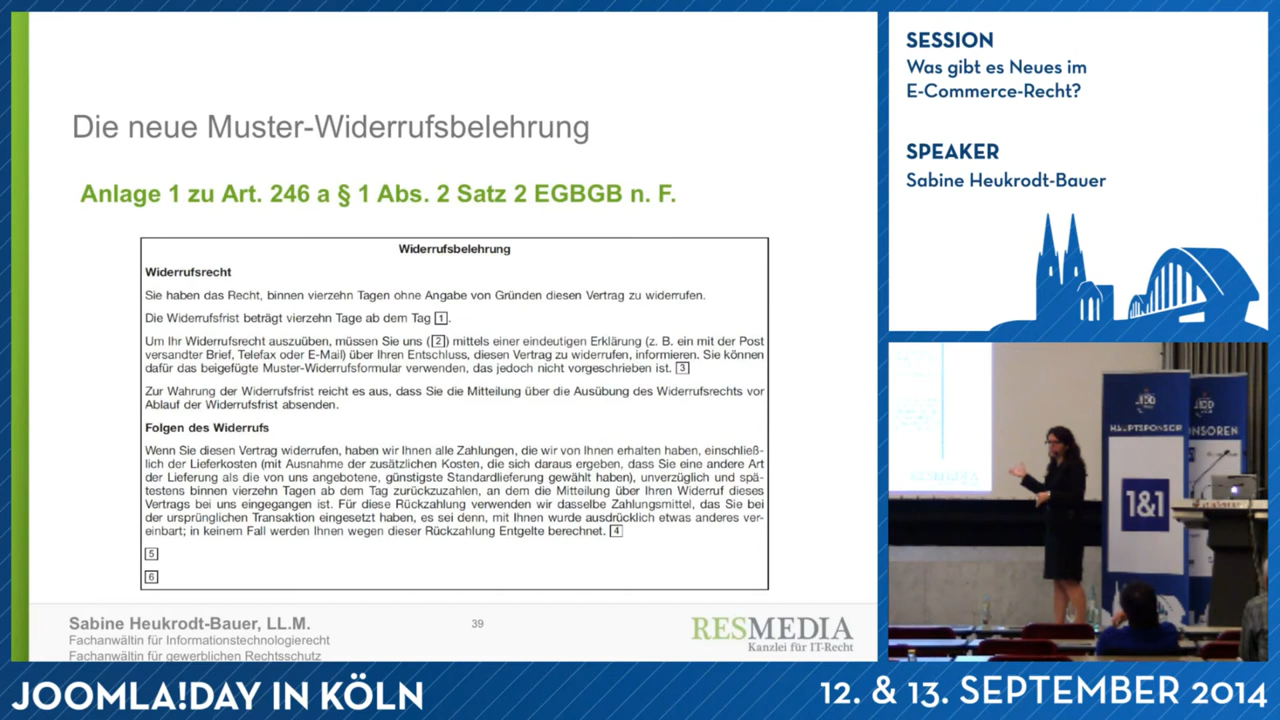 Die neue Muster-Widerrufsbelehrung
Anlage 1 zu Art. 246 a § 1 Abs. 2 Satz 2 EGBGB n. F.
Widerrufsbelehrung
Widerrufsrecht
Sie haben das Recht, binnen vierzehn Tagen ohne Angabe von Gründen diesen Vertrag zu widerrufen.
Die Widerrufsfrist beträgt vierzehn Tage ab dem Tag 1.
Um Ihr Widerrufsrecht auszuüben, müssen Sie uns (2) mittels einer eindeutigen Erklärung (z. B. ein mit der Post
versandter Brief, Telefax oder E-Mail) über Ihren Entschluss, diesen Vertrag zu widerrufen, informieren. Sie können
dafür das beigefügte Muster-Widerrufsformular verwenden, das jedoch nicht vorgeschrieben ist. 3
Zur Wahrung der Widerrufsfrist reicht es aus, dass Sie die Mitteilung über die Ausübung des Widerrufsrechts vor
Ablauf der Widerrufsfrist absenden.
Folgen des Widerrufs
Wenn Sie diesen Vertrag widerrufen, haben wir Ihnen alle Zahlungen, die wir von Ihnen erhalten haben, einschließ-
lich der Lieferkosten (mit Ausnahme der zusätzlichen Kosten, die sich daraus ergeben, dass Sie eine andere Art
der Lieferung als die von uns angebotene, günstigste Standardlieferung gewählt haben), unverzüglich und spä-
testens binnen vierzehn Tagen ab dem Tag zurückzuzahlen, an dem die Mitteilung über Ihren Widerruf dieses
Vertrags bei uns eingegangen ist. Für diese Rückzahlung verwenden wir dasselbe Zahlungsmittel, das Sie bei
der ursprünglichen Transaktion eingesetzt haben, es sei denn, mit Ihnen wurde ausdrücklich etwas anderes ver-
einbart; in keinem Fall werden Ihnen wegen dieser Rückzahlung Entgelte berechnet. 4
5
6
Sabine Heukrodt-Bauer, LL.M.
Fachanwältin für Informationstechnologierecht
Fachanwältin für gewerblichen Rechtsschutz
39
RESMEDIA
Kanzlei für IT-Recht
SESSION
Was gibt es Neues im
E-Commerce-Recht?
SPEAKER
Sabine Heukrodt-Bauer
HAUPTSPONSOR
NSOREN
1&1
JOOMLA!DAY IN KÖLN
12. & 13. SEPTEMBER 2014